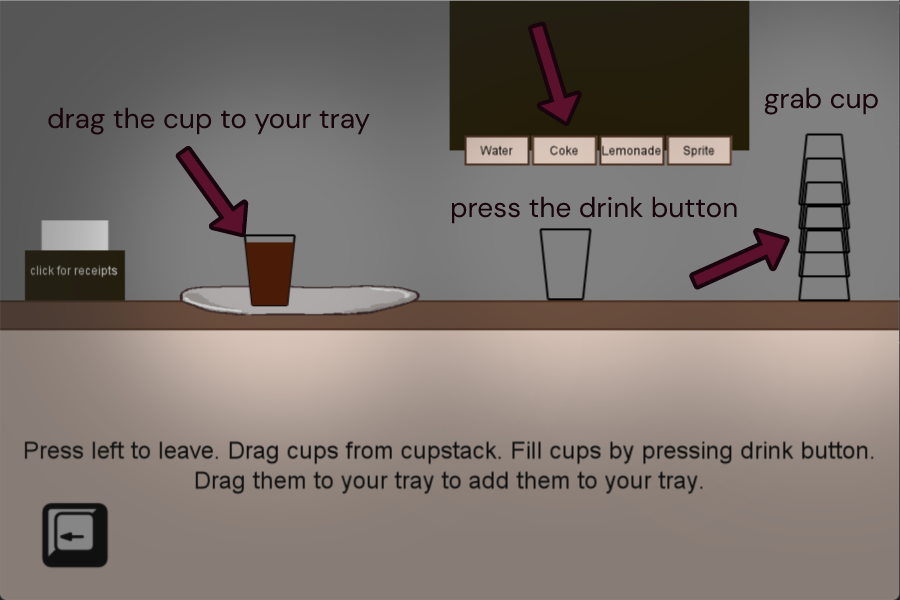 grab cup
drag the cup to your tray
Water
Coke
Lemonade
Sprite
press the drink button
click for receipts
Press left to leave. Drag cups from cupstack. Fill cups by pressing drink button.
Drag them to your tray to add them to your tray.